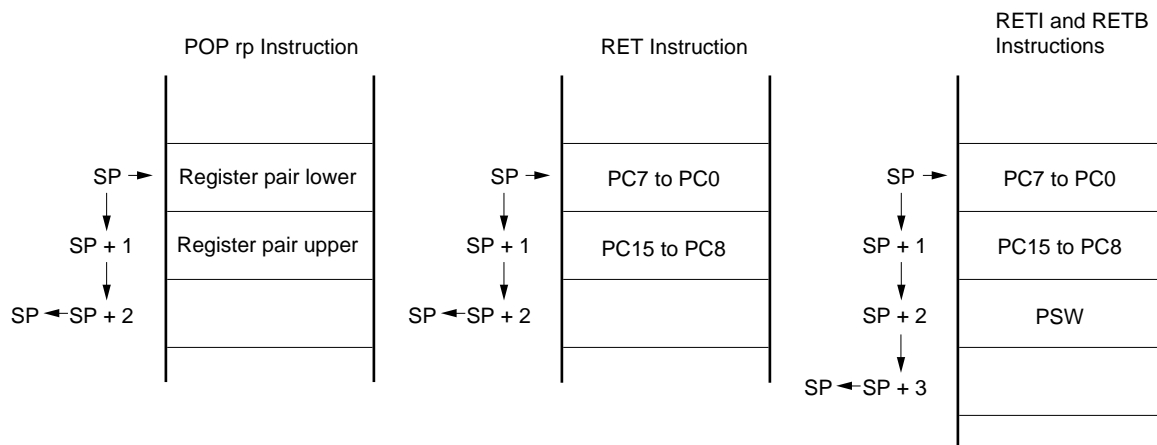 POP rp Instruction
SP
Register pair lower
SP + 1
Register pair upper
SP
SP + 2
RET Instruction
SP
PC7 to PC0
SP + 1
PC15 to PC8
SP
SP + 2
RETI and RETB
Instructions
SP
PC7 to PC0
SP + 1
PC15 to PC8
SP + 2
PSW
SP
SP + 3